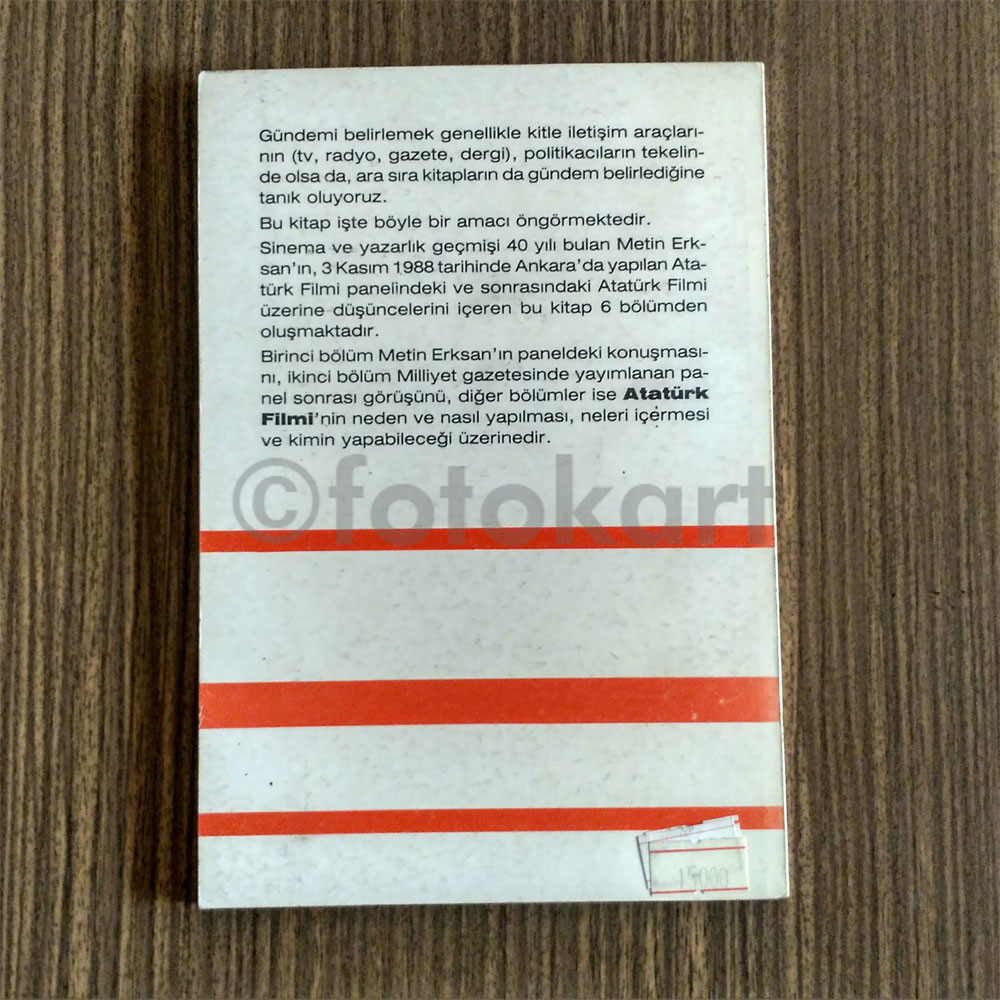 Gündemi belirlemek genellikle kitle iletişim araçları-
nın (tv, radyo, gazete, dergi), politikacıların tekelin-
de olsa da, ara sıra kitapların da gündem belirlediğine
tanık oluyoruz.
Bu kitap işte böyle bir amacı öngörmektedir.
Sinema ve yazarlık geçmişi 40 yılı bulan Metin Erk-
san'ın, 3 Kasım 1988 tarihinde Ankara'da yapılan Ata-
türk Filmi panelindeki ve sonrasındaki Atatürk Filmi
üzerine düşüncelerini içeren bu kitap 6 bölümden
oluşmaktadır.
Birinci bölüm Metin Erksan'ın paneldeki konuşması-
nı, ikinci bölüm Milliyet gazetesinde yayımlanan pa-
nel sonrası görüşünü, diğer bölümler ise Atatürk
Filmi'nin neden ve nasıl yapılması, neleri içermesi
ve kimin yapabileceği üzerinedir.
©fotokart
15000